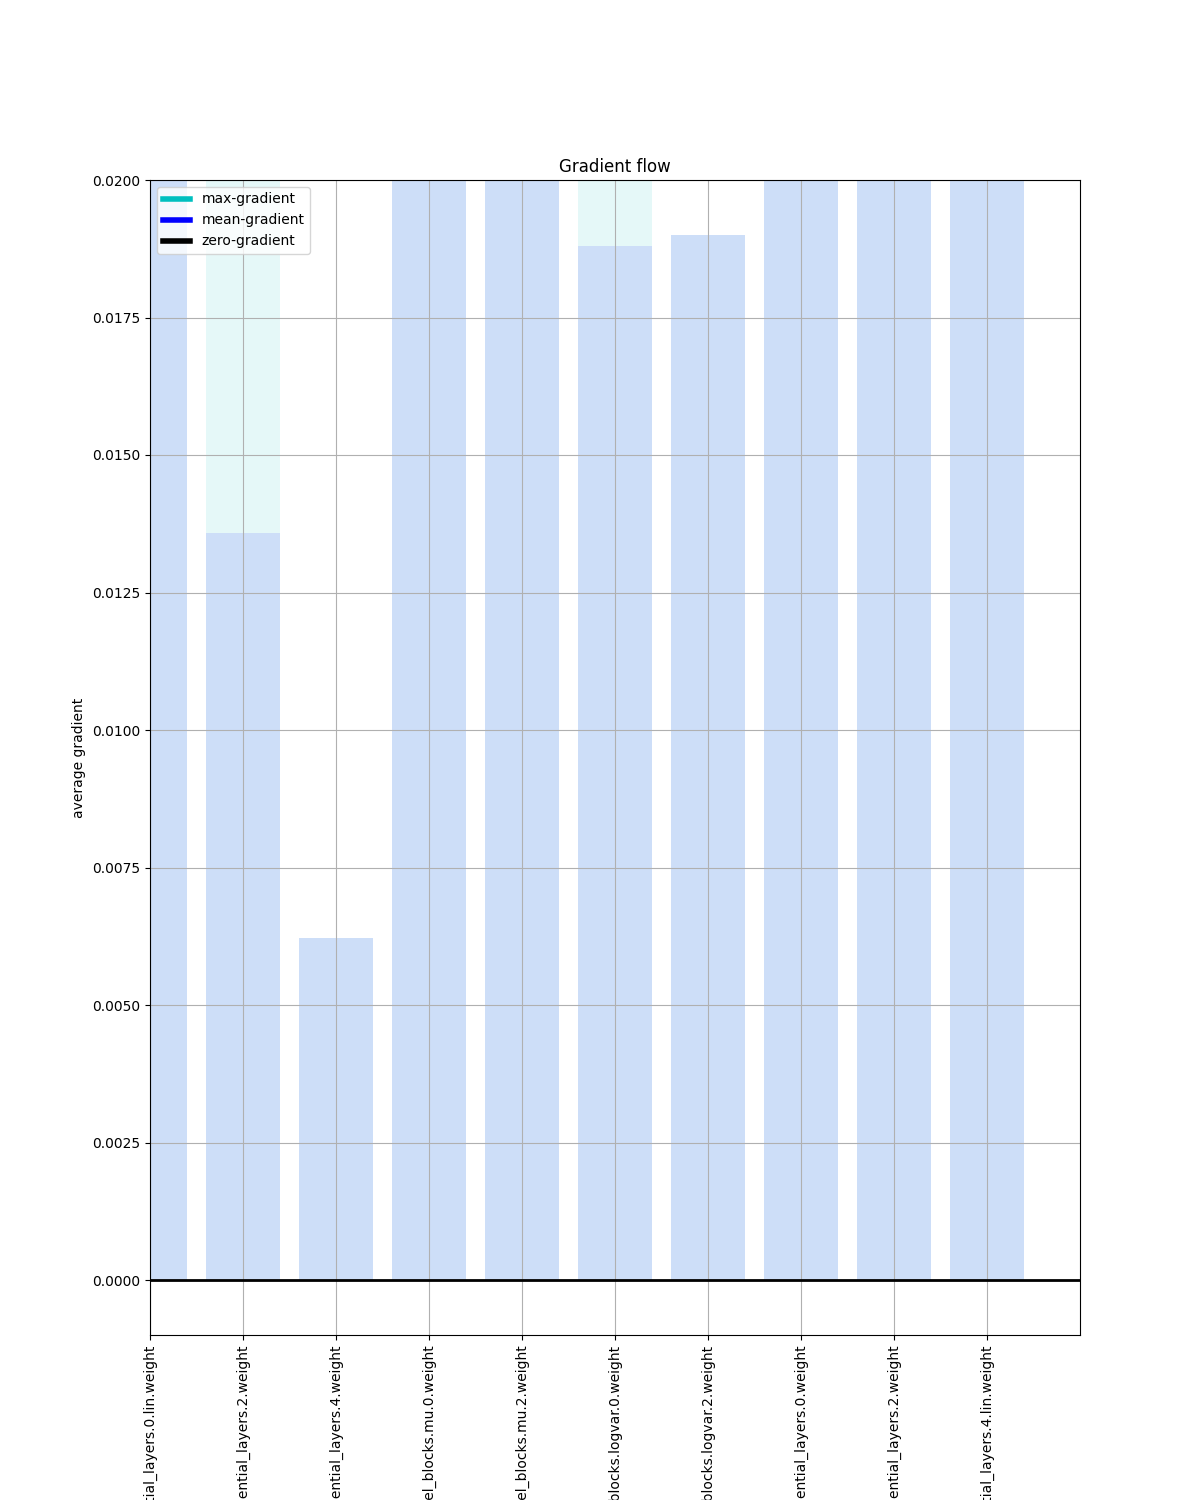 Gradient flow
max-gradient
mean-gradient
zero-gradient
average gradient
0.0200
0.0175
0.0150
0.0125
0.0100
0.0075
0.0050
0.0025
0.0000
tial_layers.0.lin.weight
ential_layers.2.weight
ential_layers.4.weight
el_blocks.mu.0.weight
el_blocks.mu.2.weight
blocks.logvar.0.weight
blocks.logvar.2.weight
ential_layers.0.weight
ential_layers.2.weight
tial_layers.4.lin.weight